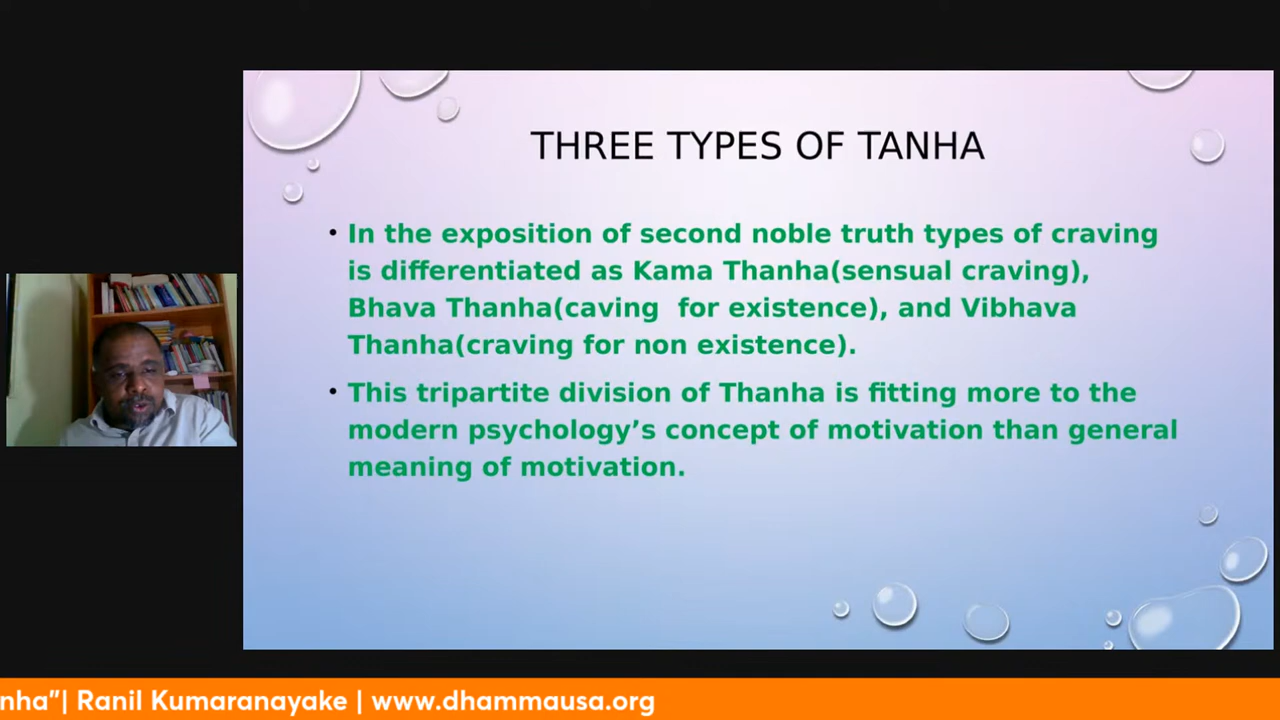 THREE TYPES OF TANHA
• In the exposition of second noble truth types of craving
is differentiated as Kama Thanha(sensual craving),
Bhava Thanha(caving  for existence), and Vibhava
Thanha(craving for non existence).
• This tripartite division of Thanha is fitting more to the
modern psychology’s concept of motivation than general
meaning of motivation.
nha”| Ranil Kumaranayake | www.dhammausa.org